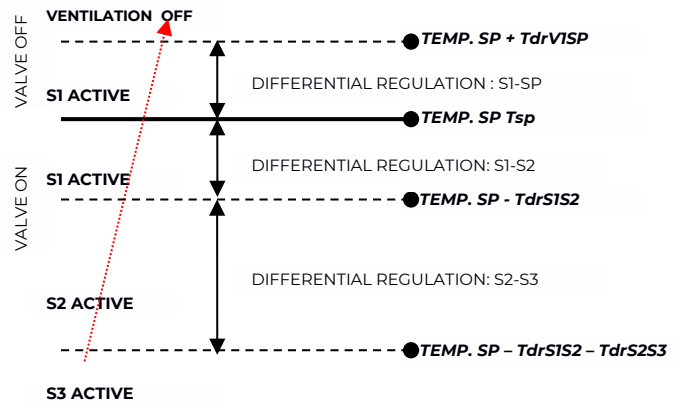 VENTILATION OFF
VALVE OFF
TEMP. SP + TdrV1SP
DIFFERENTIAL REGULATION : S1-SP
S1 ACTIVE
TEMP. SP Tsp
VALVE ON
DIFFERENTIAL REGULATION: S1-S2
S1 ACTIVE
TEMP. SP - TdrS1S2
DIFFERENTIAL REGULATION: S2-S3
S2 ACTIVE
TEMP. SP – TdrS1S2 – TdrS2S3
S3 ACTIVE